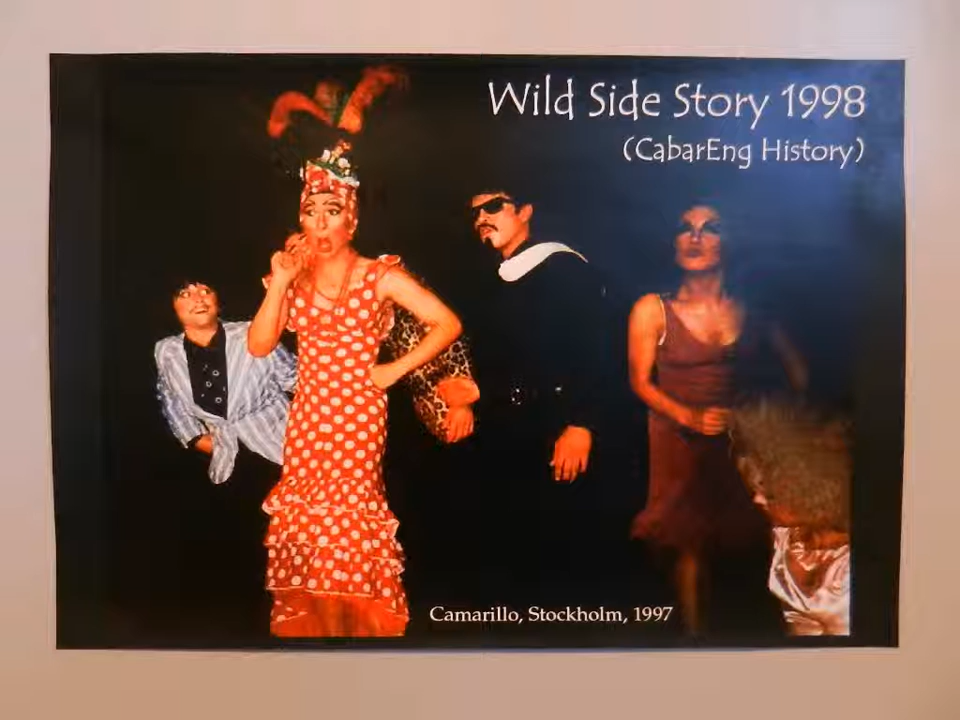 Wild Side Story 1998
(CabarEng History)
Camarillo, Stockholm, 1997